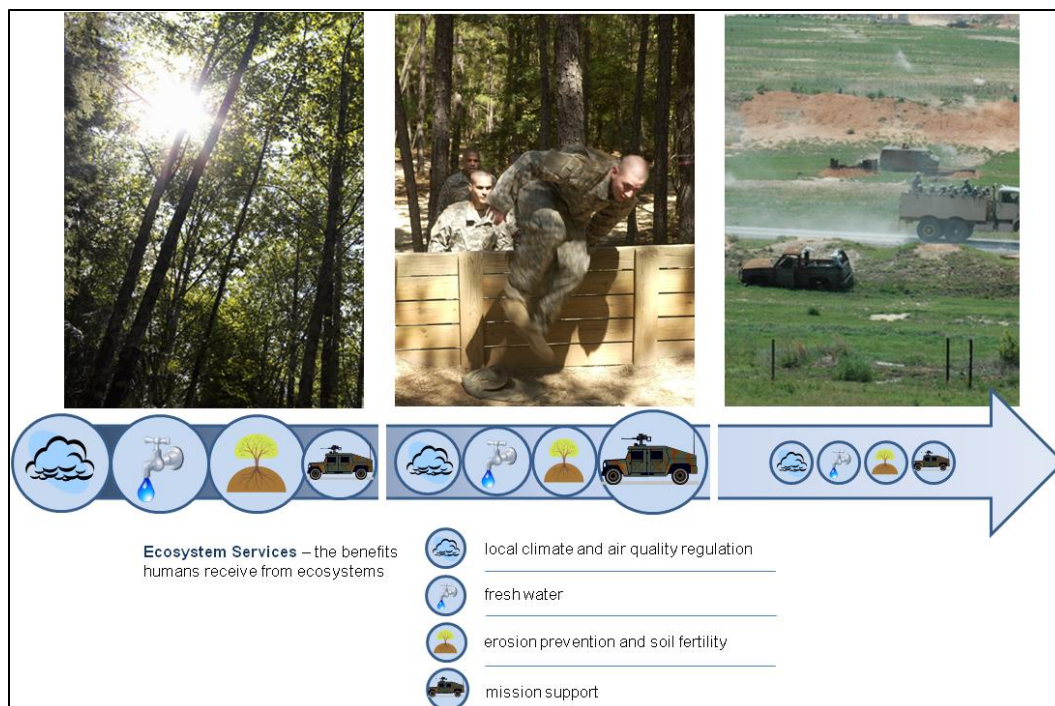 Ecosystem Services – the benefits
humans receive from ecosystems
local climate and air quality regulation
fresh water
erosion prevention and soil fertility
mission support